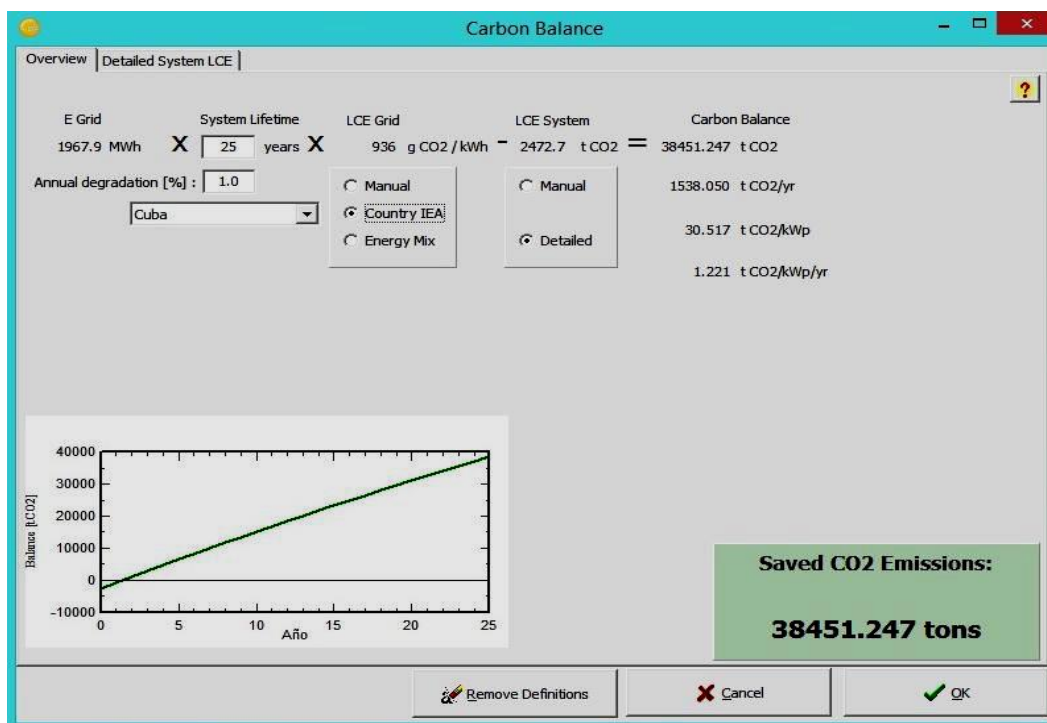 Carbon Balance
Overview Detailed System LCE
?
E Grid System Lifetime LCE Grid LCE System Carbon Balance
1967.9 MWh X 25 years X 936 g CO2 / kWh - 2472.7 t CO2 = 38451.247 t CO2
Annual degradation [%] : 1.0 Manual Manual 1538.050 t CO2/yr
Cuba Country IEA
30.517 t CO2/kWp
Energy Mix Detailed
1.221 t CO2/kWp/yr
40000
30000
20000
10000
0
-10000
Balance [tCO2]
0 5 10 15 20 25
Año
Saved CO2 Emissions:
38451.247 tons
Remove Definitions Cancel OK